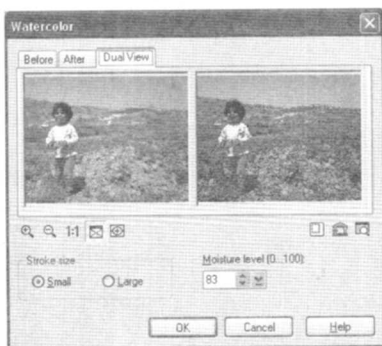 Watercolor
Before After Dual View
1:1
Stroke size
Small Large
Moisture level (0...100):
83
OK Cancel Help